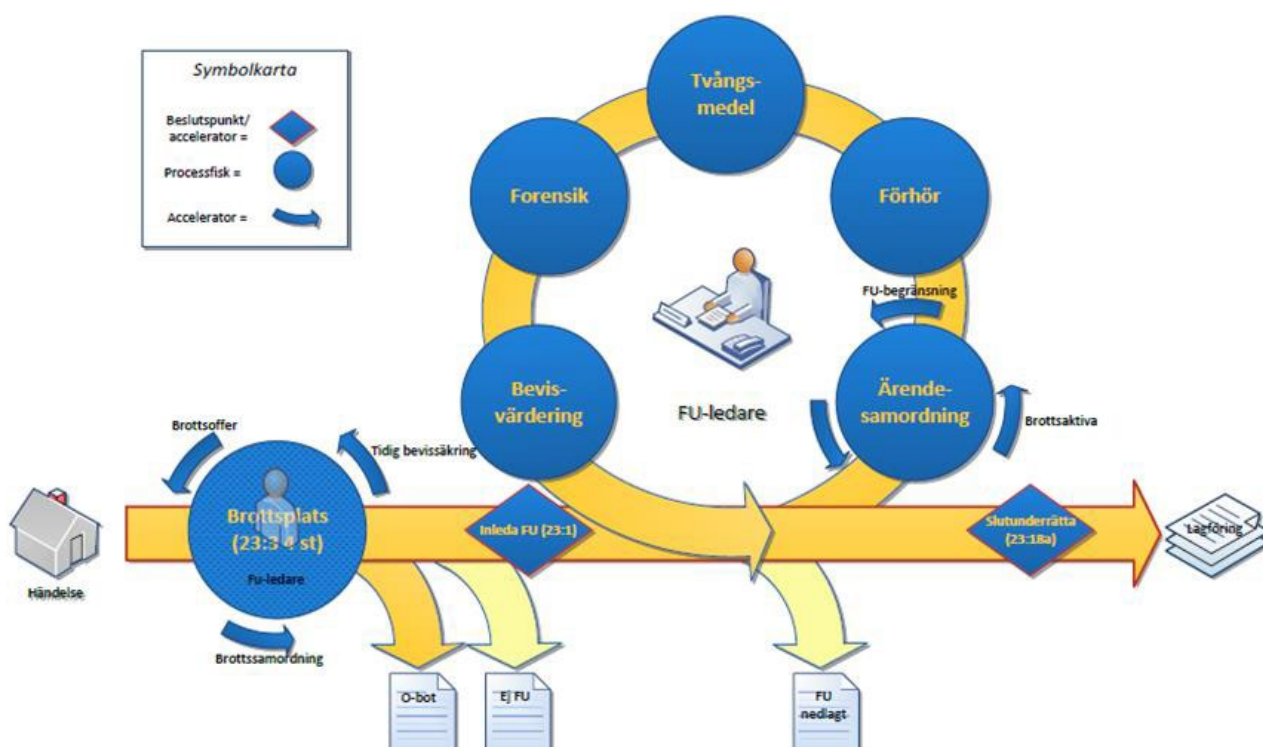 Symbolkarta
Beslutspunkt/
accelerator =
Processfisk =
Accelerator =
Tvångs-
medel
Forensik
Förhör
FU-begränsning
Bevis-
värdering
FU-ledare
Ärende-
samordning
Brottsaktiva
Brottsoffer
Tidig bevissäkring
Händelse
Brottsplats
(23:3 4 st)
Fu-ledare
Inleda FU (23:1)
Slutunderrätta
(23:18a)
Lagföring
Brottssamordning
O-bot
Ej FU
FU
nedlagt